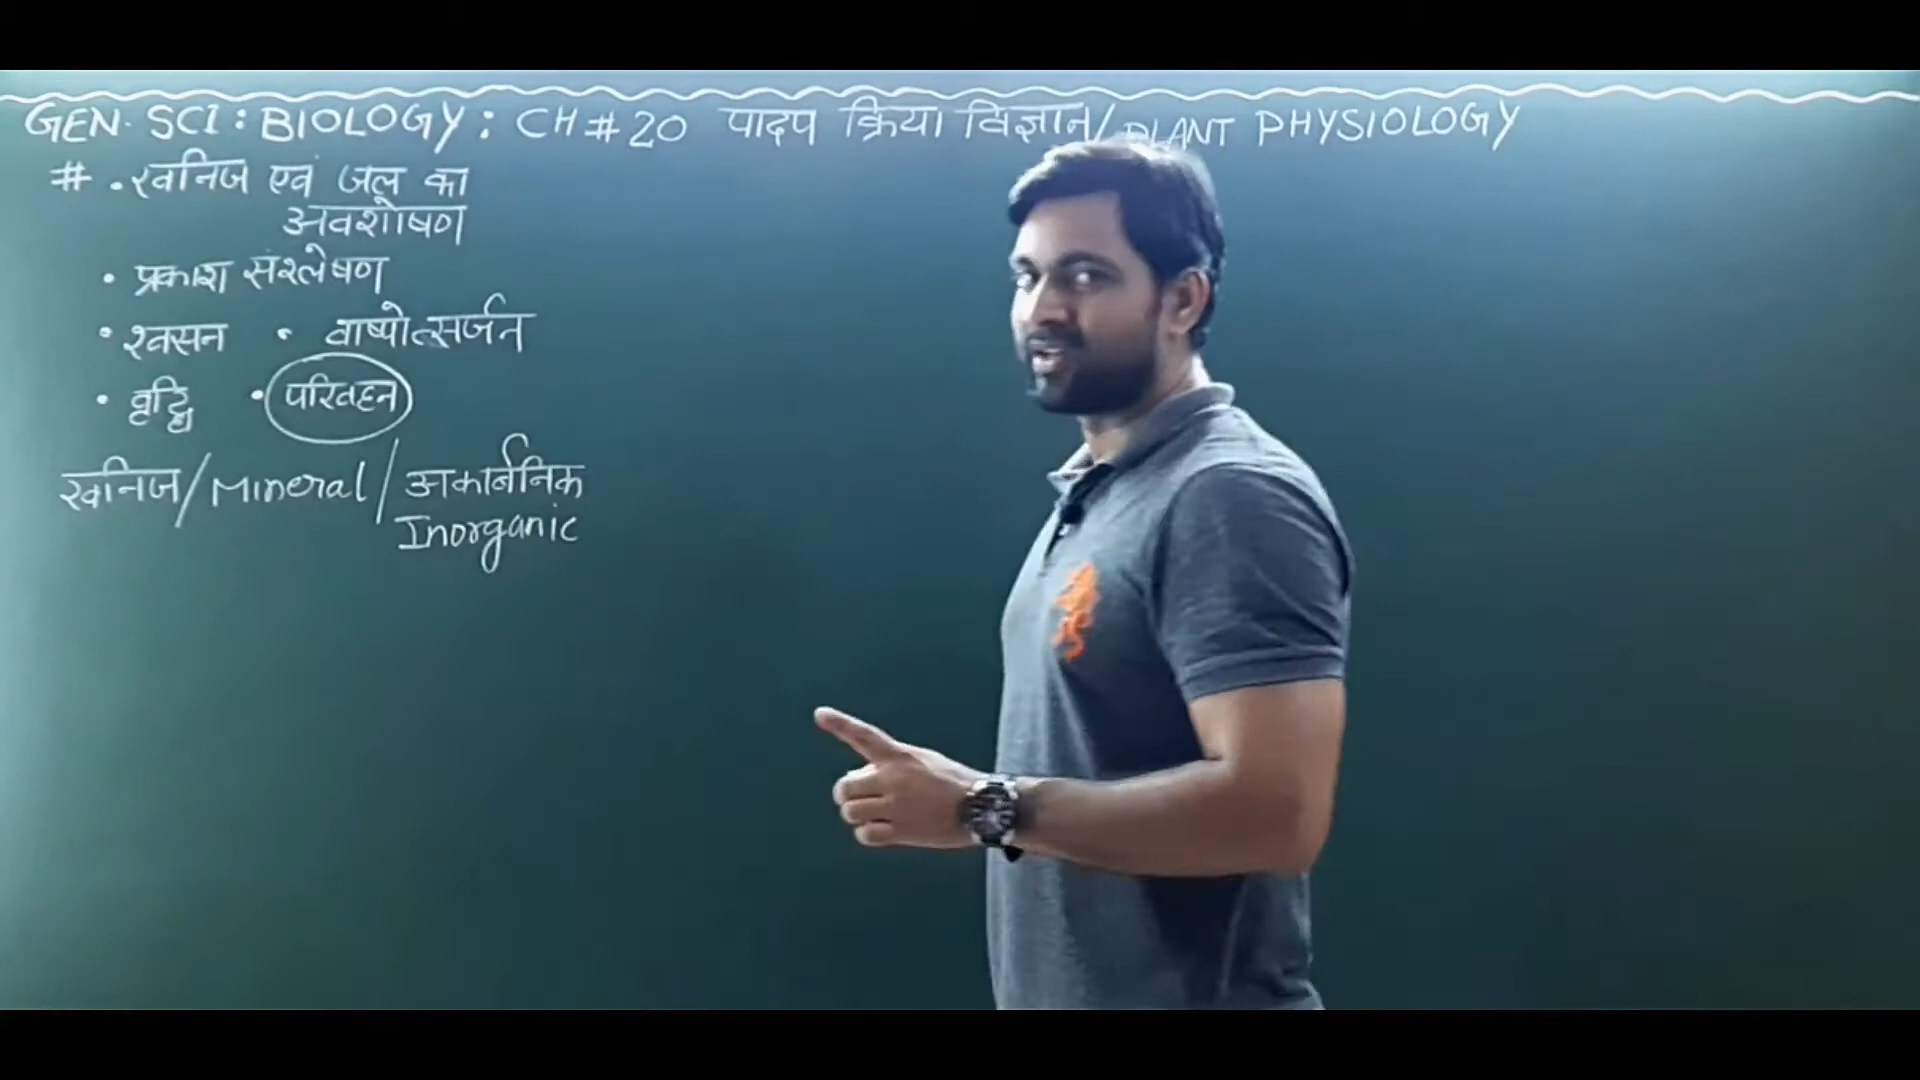 GEN. SCI : BIOLOGY : CH # 20 पादप क्रिया विज्ञान / PLANT PHYSIOLOGY
# • खनिज एवं जल का
अवशोषण
• प्रकाश संश्लेषण
• श्वसन • वाष्पोत्सर्जन
• वृद्धि • परिवहन
खनिज / Mineral / अकार्बनिक
Inorganic